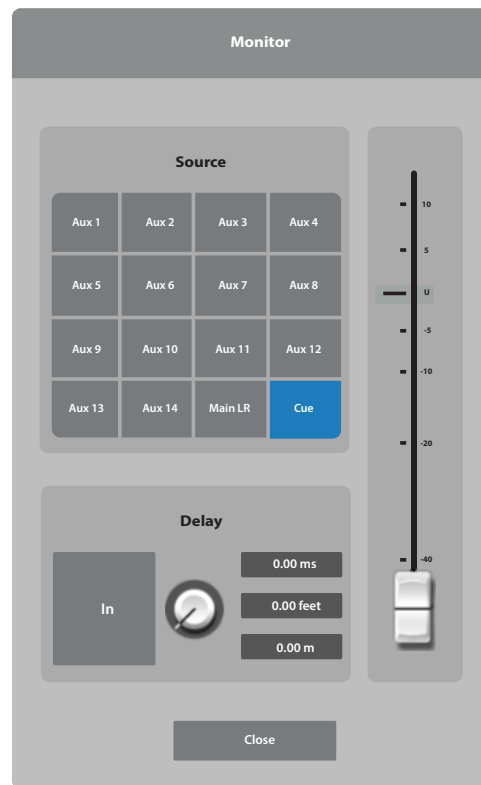 Monitor
Source
Aux 1 Aux 2 Aux 3 Aux 4
Aux 5 Aux 6 Aux 7 Aux 8
Aux 9 Aux 10 Aux 11 Aux 12
Aux 13 Aux 14 Main LR Cue
10
5
U
-5
-10
-20
-40
Delay
In
0.00 ms
0.00 feet
0.00 m
Close